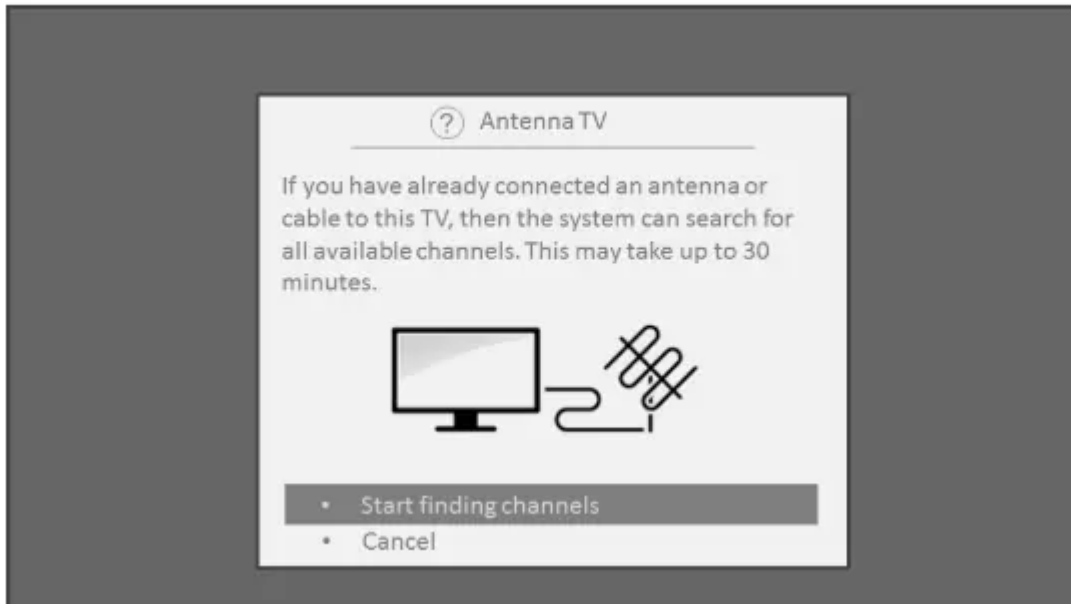 ? Antenna TV
If you have already connected an antenna or
cable to this TV, then the system can search for
all available channels. This may take up to 30
minutes.
• Start finding channels
• Cancel